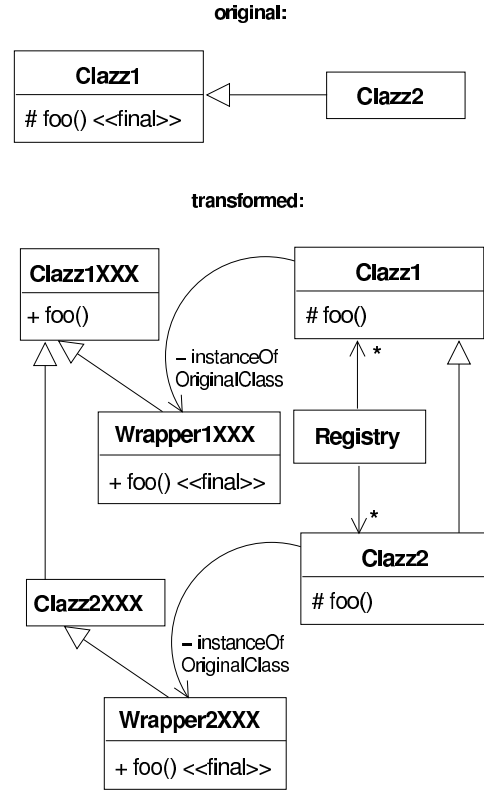 original:
Clazz1
# foo() <<final>>
Clazz2
transformed:
Clazz1XXX
+ foo()
Clazz1
# foo()
– instanceOf
OriginalClass
*
Wrapper1XXX
+ foo() <<final>>
Registry
*
Clazz2
# foo()
Clazz2XXX
– instanceOf
OriginalClass
Wrapper2XXX
+ foo() <<final>>